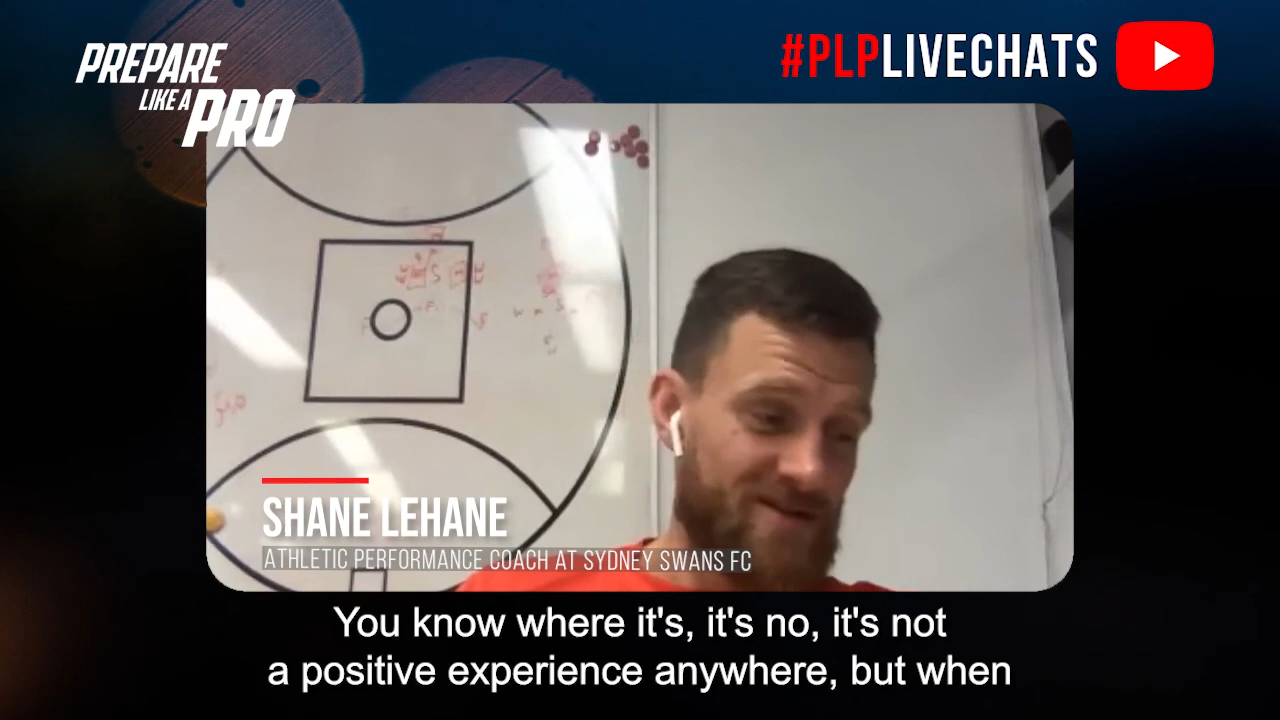 PREPARE
LIKE A
PRO
#PLPLIVECHATS
SHANE LEHANE
ATHLETIC PERFORMANCE COACH AT SYDNEY SWANS FC
You know where it's, it's no, it's not
a positive experience anywhere, but when